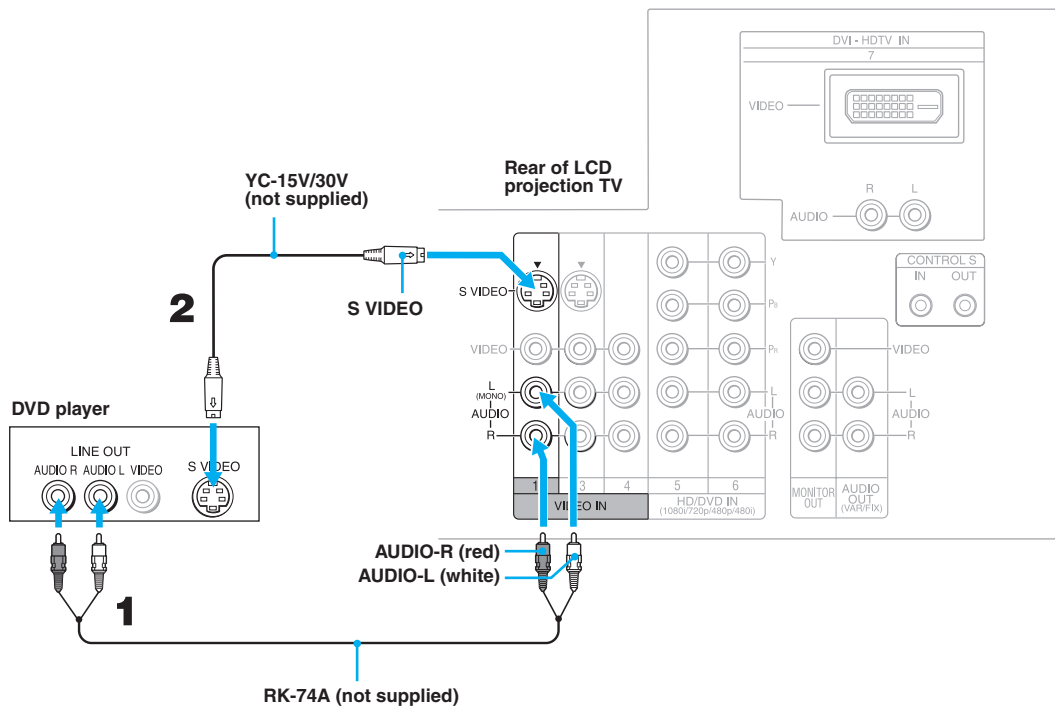 DVI - HDTV IN
7
VIDEO
R L
AUDIO
Rear of LCD
projection TV
YC-15V/30V
(not supplied)
CONTROL S
IN OUT
Y
S VIDEO
S VIDEO
2
PB
VIDEO
PR
VIDEO
L
(MONO)
AUDIO
R
L
AUDIO
R
L
AUDIO
R
DVD player
LINE OUT
AUDIO R AUDIO L VIDEO
S VIDEO
1 3 4 5 6
VIDEO IN
HD/DVD IN
(1080i/720p/480p/480i)
MONITOR
OUT
AUDIO
OUT
(VAR/FIX)
AUDIO-R (red)
AUDIO-L (white)
1
RK-74A (not supplied)